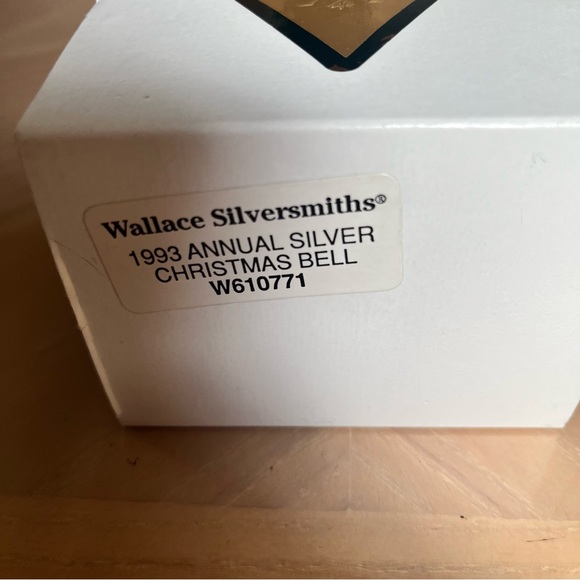 Wallace Silversmiths®
1993 ANNUAL SILVER
CHRISTMAS BELL
W610771